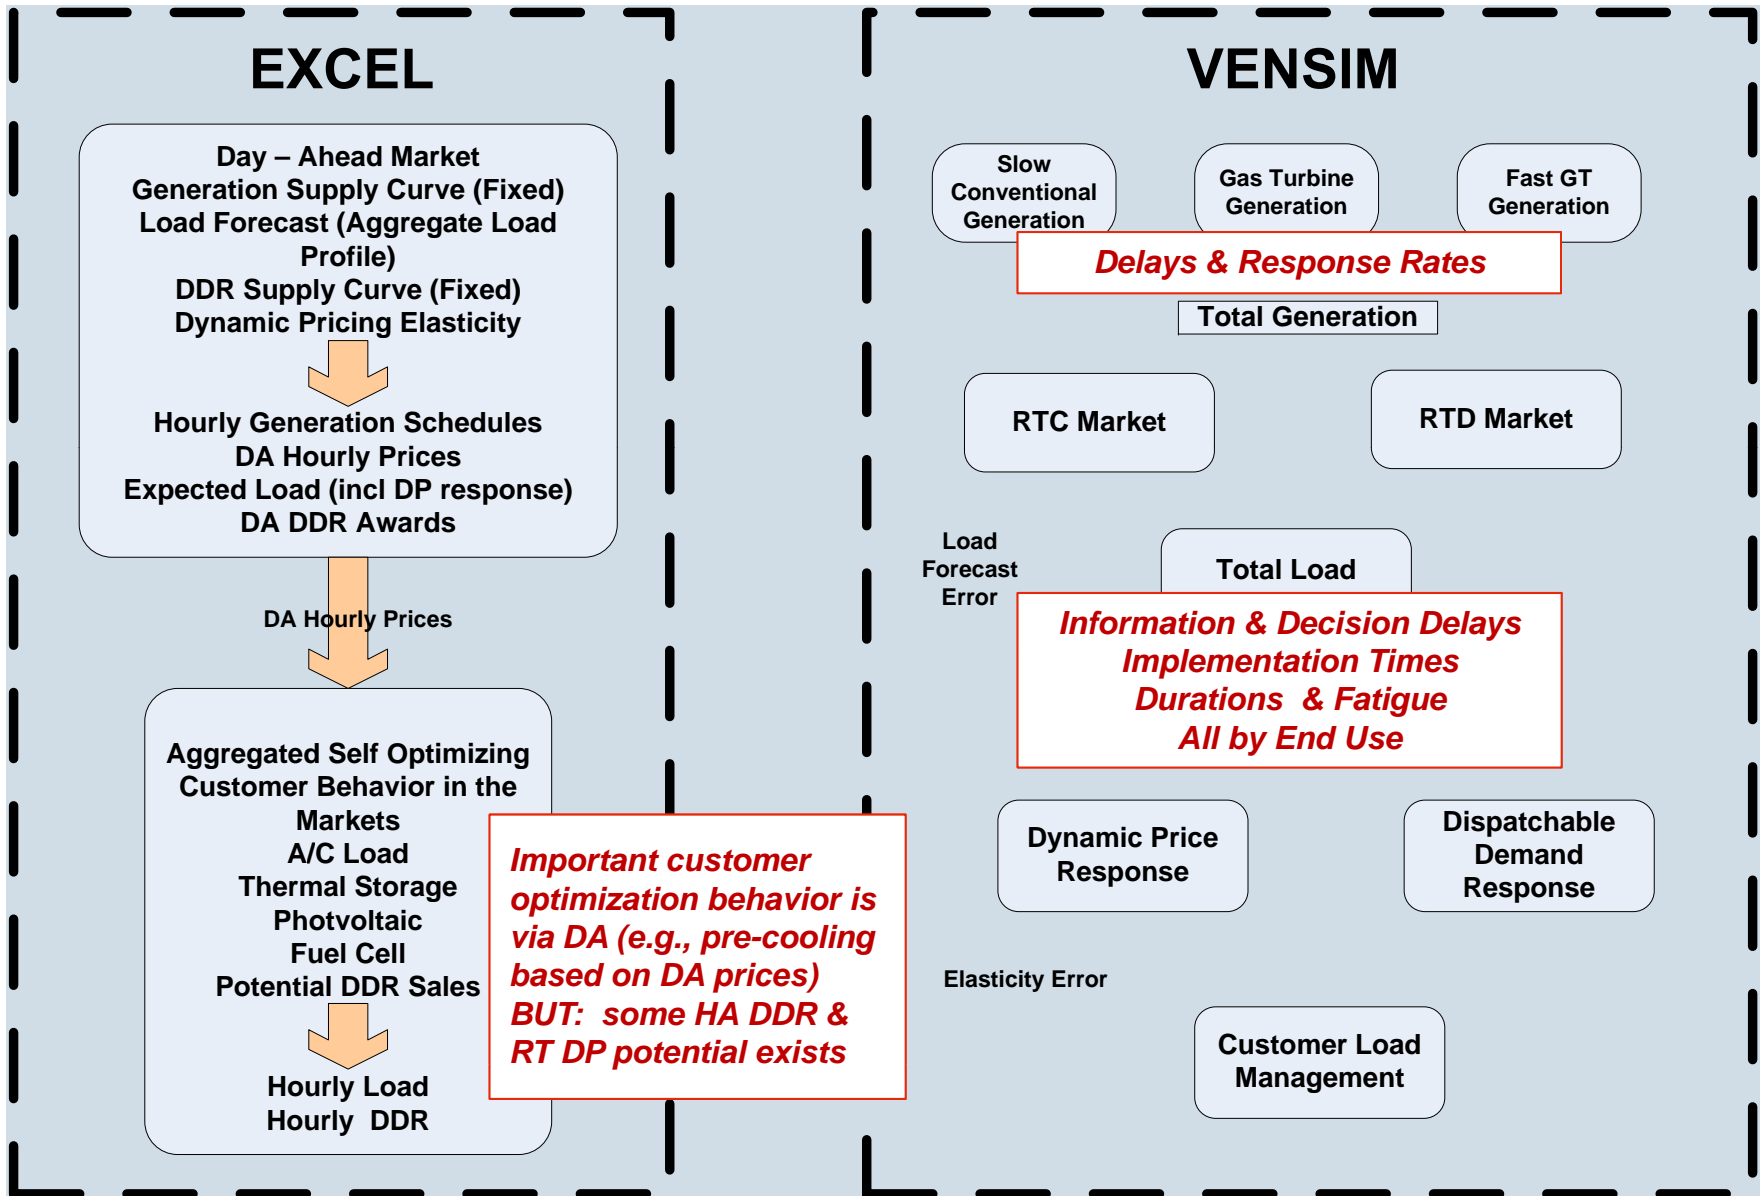 EXCEL
Day – Ahead Market
Generation Supply Curve (Fixed)
Load Forecast (Aggregate Load
Profile)
DDR Supply Curve (Fixed)
Dynamic Pricing Elasticity
Hourly Generation Schedules
DA Hourly Prices
Expected Load (incl DP response)
DA DDR Awards
DA Hourly Prices
Aggregated Self Optimizing
Customer Behavior in the
Markets
A/C Load
Thermal Storage
Photvoltaic
Fuel Cell
Potential DDR Sales
Hourly Load
Hourly DDR
Important customer
optimization behavior is
via DA (e.g., pre-cooling
based on DA prices)
BUT: some HA DDR &
RT DP potential exists
VENSIM
Slow
Conventional
Generation
Gas Turbine
Generation
Fast GT
Generation
Delays & Response Rates
Total Generation
RTC Market
RTD Market
Load
Forecast
Error
Total Load
Information & Decision Delays
Implementation Times
Durations & Fatigue
All by End Use
Dynamic Price
Response
Dispatchable
Demand
Response
Elasticity Error
Customer Load
Management